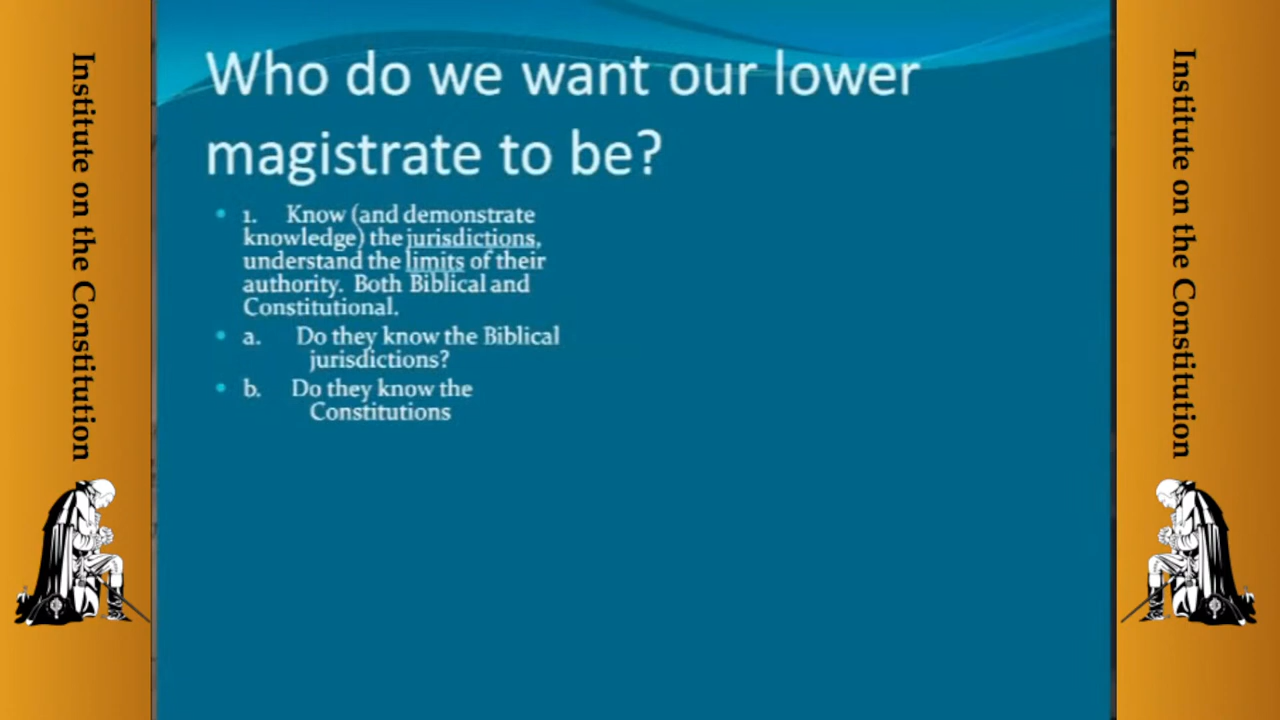 Institute on the Constitution
Who do we want our lower
magistrate to be?
• 1. Know (and demonstrate
knowledge) the jurisdictions,
understand the limits of their
authority. Both Biblical and
Constitutional.
• a. Do they know the Biblical
jurisdictions?
• b. Do they know the
Constitutions
Institute on the Constitution